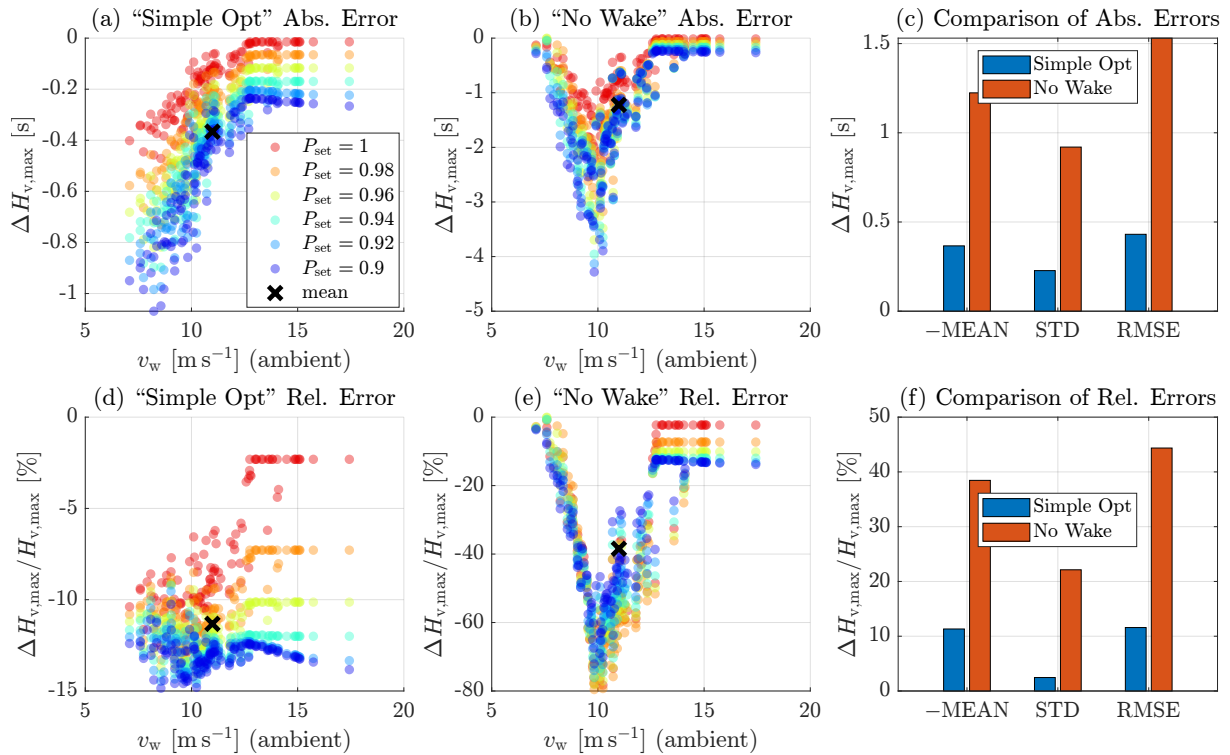 (a) “Simple Opt” Abs. Error
0
-0.2
-0.4
-0.6
-0.8
-1
ΔH_v,max [s]
5
10
15
20
v_w [m s⁻¹] (ambient)
P_set = 1
P_set = 0.98
P_set = 0.96
P_set = 0.94
P_set = 0.92
P_set = 0.9
mean
(b) “No Wake” Abs. Error
0
-1
-2
-3
-4
-5
ΔH_v,max [s]
5
10
15
20
v_w [m s⁻¹] (ambient)
(c) Comparison of Abs. Errors
1.5
1
0.5
0
ΔH_v,max [s]
Simple Opt
No Wake
−MEAN
STD
RMSE
(d) “Simple Opt” Rel. Error
0
-5
-10
-15
ΔH_v,max/H_v,max [%]
5
10
15
20
v_w [m s⁻¹] (ambient)
(e) “No Wake” Rel. Error
0
-20
-40
-60
-80
ΔH_v,max/H_v,max [%]
5
10
15
20
v_w [m s⁻¹] (ambient)
(f) Comparison of Rel. Errors
50
40
30
20
10
0
ΔH_v,max/H_v,max [%]
Simple Opt
No Wake
−MEAN
STD
RMSE